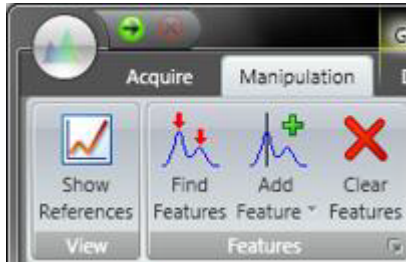 Acquire Manipulation
Show Find Add Clear
References Features Feature Features
View Features